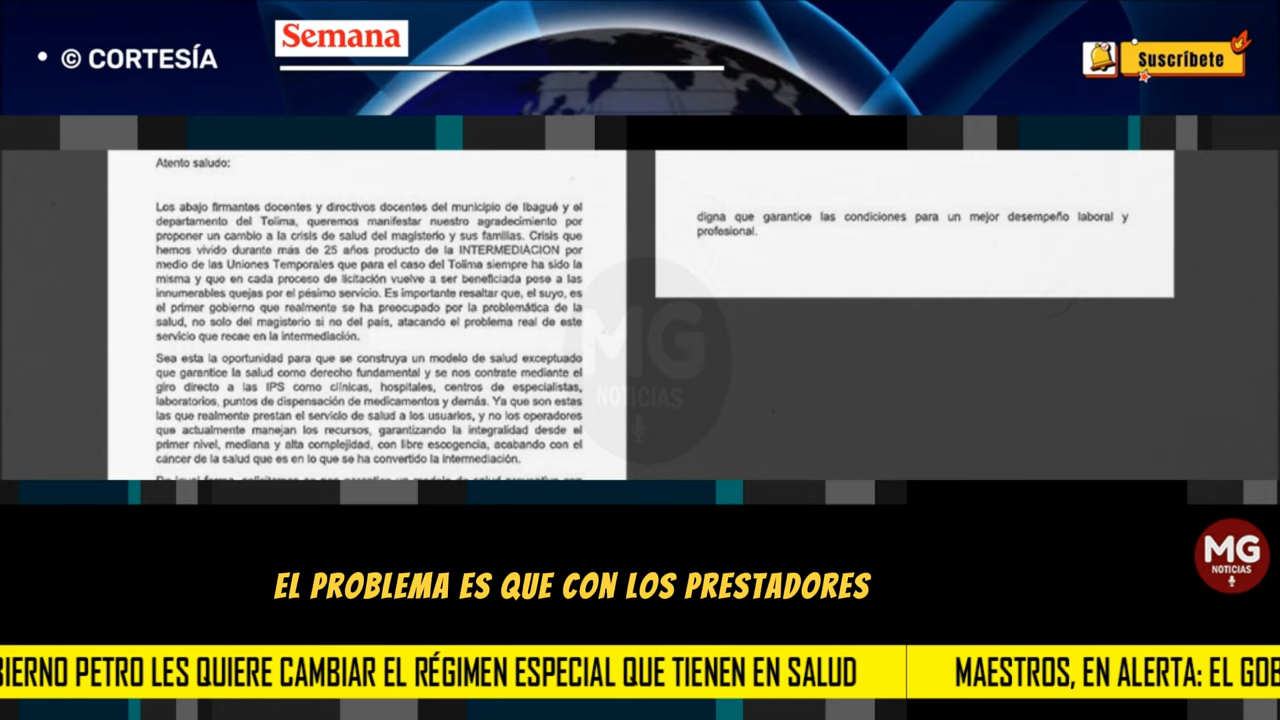 • © CORTESÍA
Semana
Suscríbete
Atento saludo:
Los abajo firmantes docentes y directivos docentes del municipio de Ibagué y el
departamento del Tolima, queremos manifestar nuestro agradecimiento por
proponer un cambio a la crisis de salud del magisterio y sus familias. Crisis que
hemos vivido durante más de 25 años producto de la INTERMEDIACION por
medio de las Uniones Temporales que para el caso del Tolima siempre ha sido la
misma y que en cada proceso de licitación vuelve a ser beneficiada pese a las
innumerables quejas por el pésimo servicio. Es importante resaltar que, el suyo, es
el primer gobierno que realmente se ha preocupado por la problemática de la
salud, no solo del magisterio si no del país, atacando el problema real de este
servicio que recae en la intermediación.
Sea esta la oportunidad para que se construya un modelo de salud exceptuado
que garantice la salud como derecho fundamental y se nos contrate mediante el
giro directo a las IPS como clínicas, hospitales, centros de especialistas,
laboratorios, puntos de dispensación de medicamentos y demás. Ya que son estas
las que realmente prestan el servicio de salud a los usuarios, y no los operadores
que actualmente manjan los recursos, garantizando la integralidad desde el
primer nivel, mediana y alta complejidad, con libre escogencia, acabando con el
cáncer de la salud que es en lo que se ha convertido la intermediación.
digna que garantice las condiciones para un mejor desempeño laboral y
profesional.
MG
NOTICIAS
EL PROBLEMA ES QUE CON LOS PRESTADORES
MG
NOTICIAS
BIERNO PETRO LES QUIERE CAMBIAR EL RÉGIMEN ESPECIAL QUE TIENEN EN SALUD
MAESTROS, EN ALERTA: EL GOB